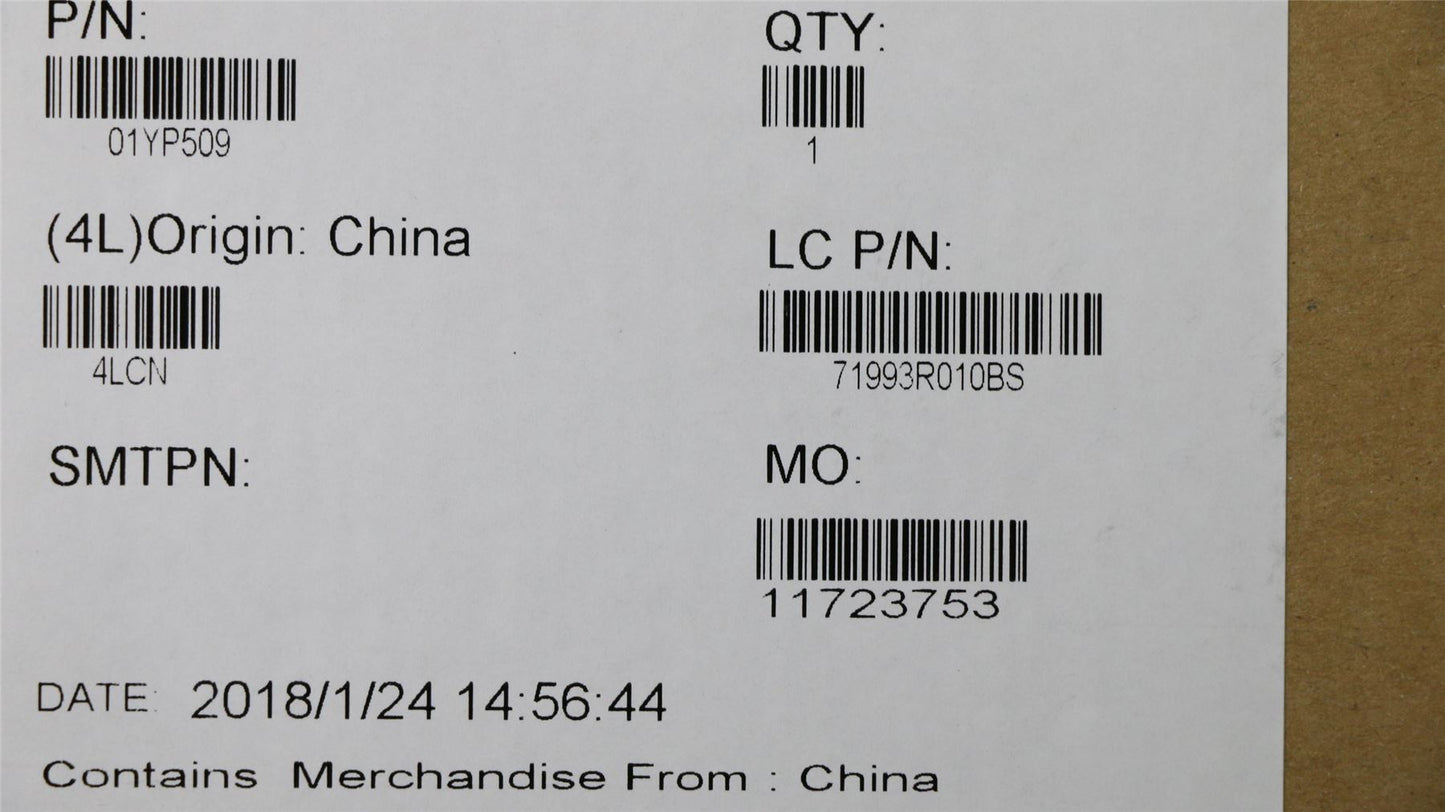 P/N:
01YP509
QTY:
1
(4L)Origin: China
4LCN
LC P/N:
71993R010BS
SMTPN:
MO:
11723753
DATE: 2018/1/24 14:56:44
Contains Merchandise From : China